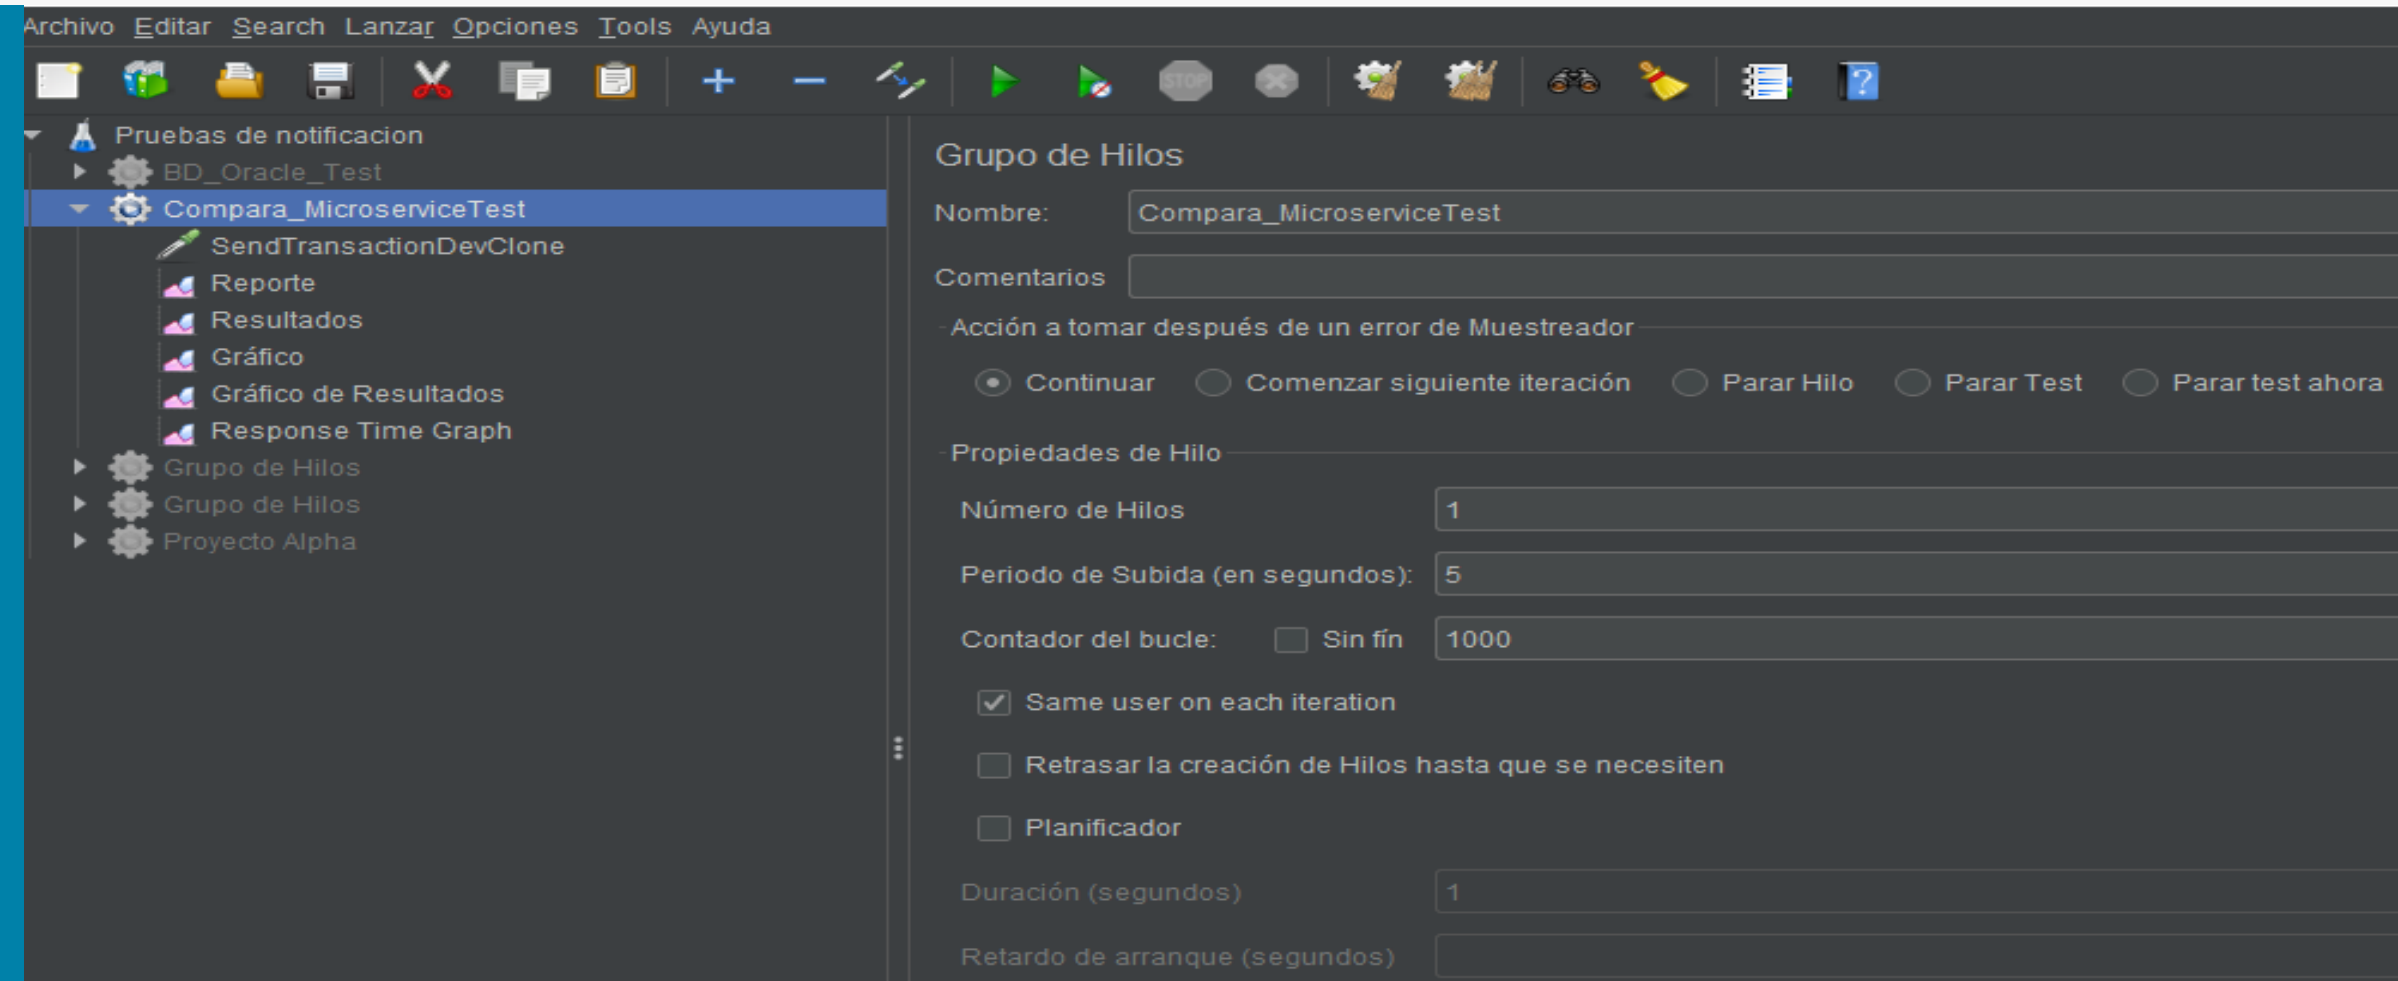 Archivo Editar Search Lanzar Opciones Tools Ayuda
STOP
?
Pruebas de notificacion
BD_Oracle_Test
Compara_MicroserviceTest
SendTransactionDevClone
Reporte
Resultados
Gráfico
Gráfico de Resultados
Response Time Graph
Grupo de Hilos
Grupo de Hilos
Proyecto Alpha
Grupo de Hilos
Nombre: Compara_MicroserviceTest
Comentarios
Acción a tomar después de un error de Muestreador
Continuar Comenzar siguiente iteración Parar Hilo Parar Test Parar test ahora
Propiedades de Hilo
Número de Hilos 1
Periodo de Subida (en segundos): 5
Contador del bucle: Sin fín 1000
Same user on each iteration
Retrasar la creación de Hilos hasta que se necesiten
Planificador
Duración (segundos) 1
Retardo de arranque (segundos)